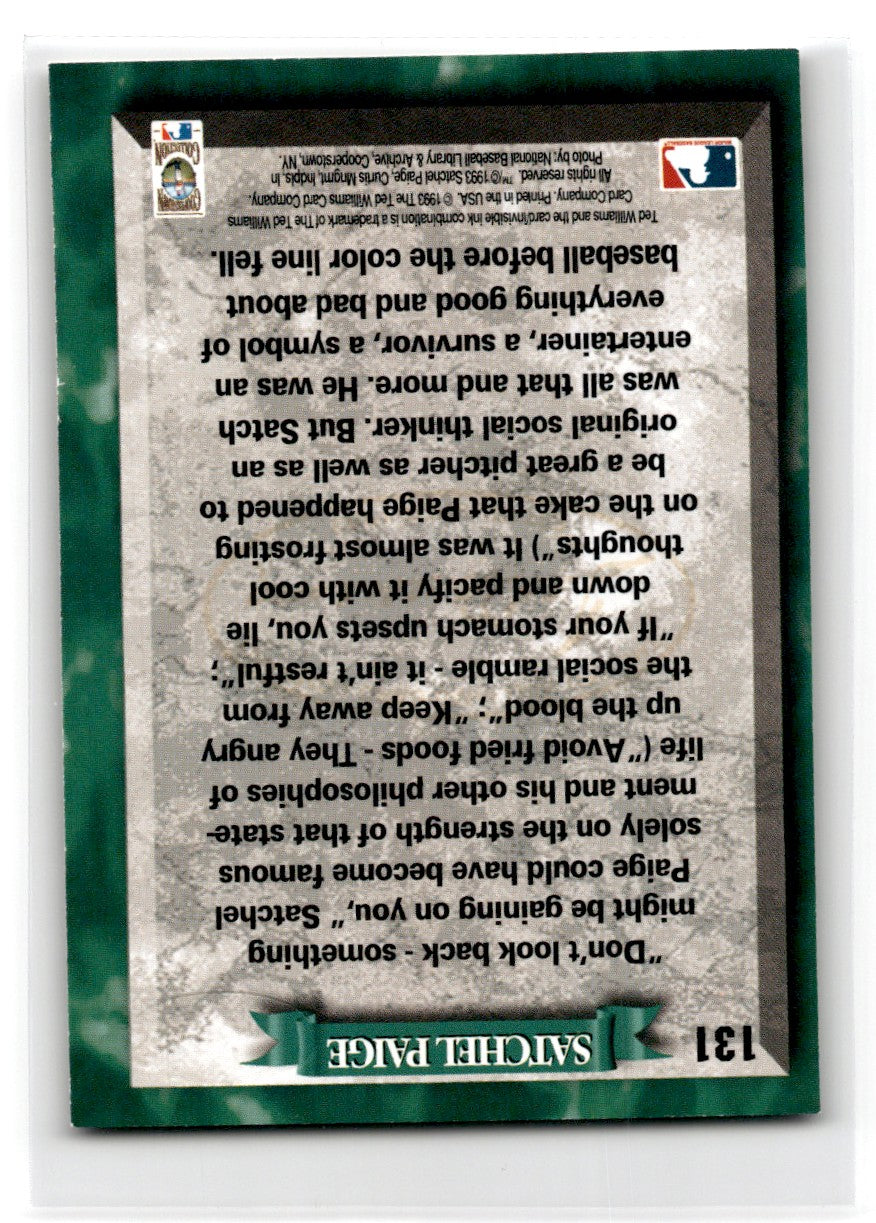 131
SATCHEL PAIGE
"Don't look back - something
might be gaining on you," Satchel
Paige could have become famous
solely on the strength of that state-
ment and his other philosophies of
life ("Avoid fried foods - They angry
up the blood"; "Keep away from
the social ramble - it ain't restful";
"If your stomach upsets you, lie
down and pacify it with cool
thoughts") It was almost frosting
on the cake that Paige happened to
be a great pitcher as well as an
original social thinker. But Satch
was all that and more. He was an
entertainer, a survivor, a symbol of
everything good and bad about
baseball before the color line fell.
Ted Williams and the card/invisible ink combination is a trademark of The Ted Williams
Card Company. Printed in the USA. © 1993 The Ted Williams Card Company.
All rights reserved. ™/© 1993 Satchel Paige, Curtis Mngmt, Indpls, In
Photo by: National Baseball Library & Archive, Cooperstown, NY.
MAJOR LEAGUE BASEBALL
COOPERSTOWN
COLLECTION